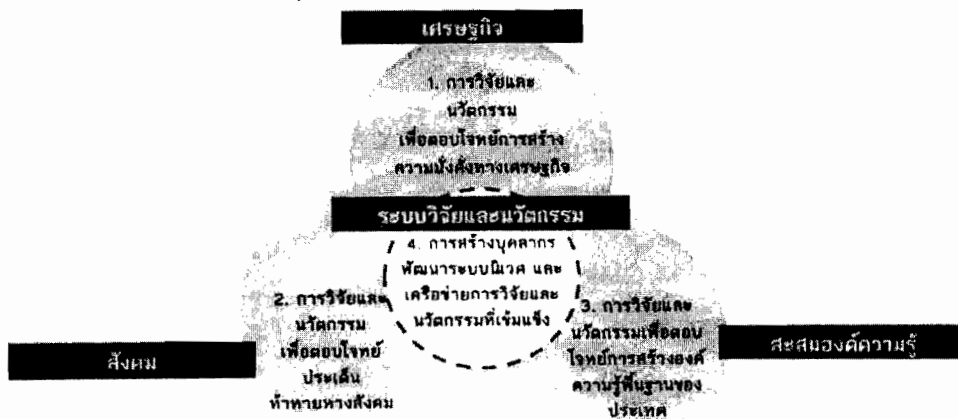 เศรษฐกิจ
1. การวิจัยและ
นวัตกรรม
เพื่อตอบโจทย์การสร้าง
ความมั่งคั่งทางเศรษฐกิจ
ระบบวิจัยและนวัตกรรม
4. การสร้างบุคลากร
พัฒนาระบบนิเวศ และ
เครือข่ายการวิจัยและ
นวัตกรรมที่เข้มแข็ง
2. การวิจัยและ
นวัตกรรม
เพื่อตอบโจทย์
ประเด็น
ท้าทายทางสังคม
สังคม
3. การวิจัยและ
นวัตกรรมเพื่อตอบ
โจทย์การสร้างองค์
ความรู้พื้นฐานของ
ประเทศ
สะสมองค์ความรู้